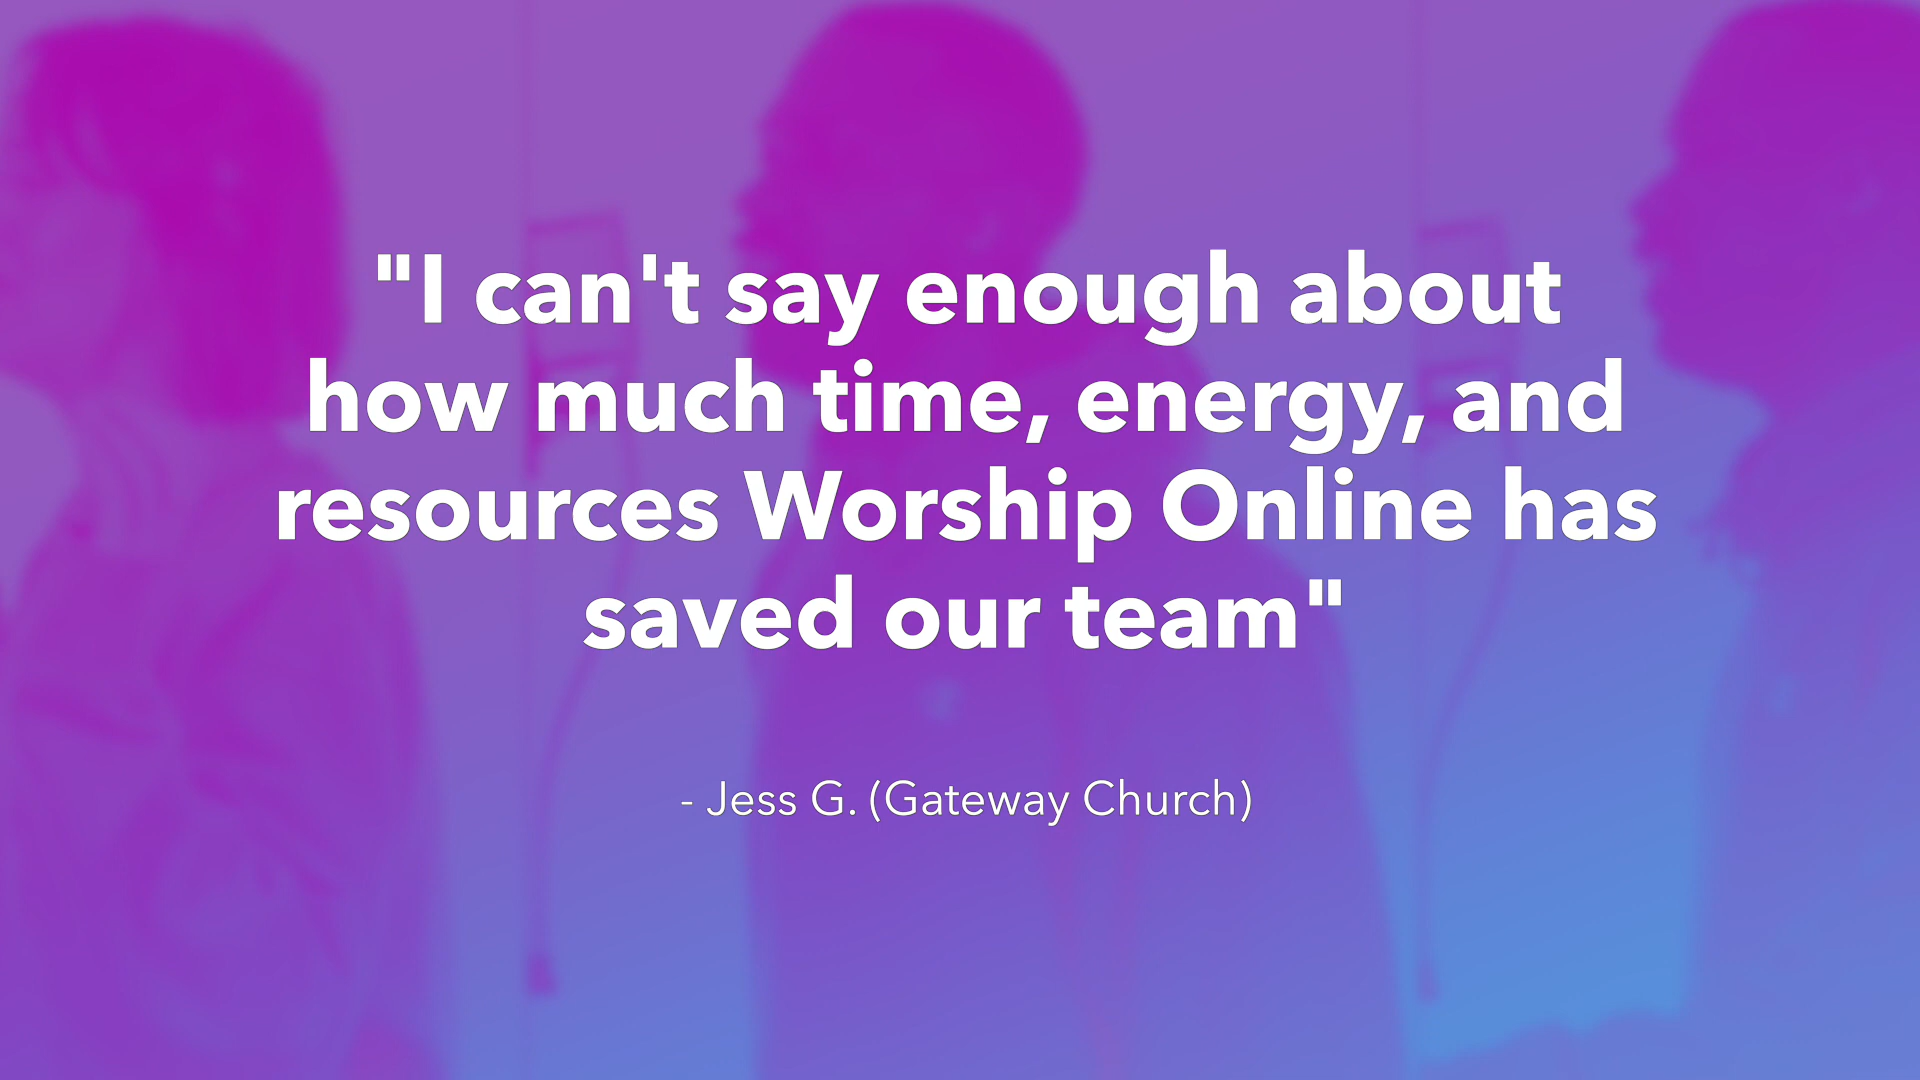 "I can't say enough about
how much time, energy, and
resources Worship Online has
saved our team"
- Jess G. (Gateway Church)